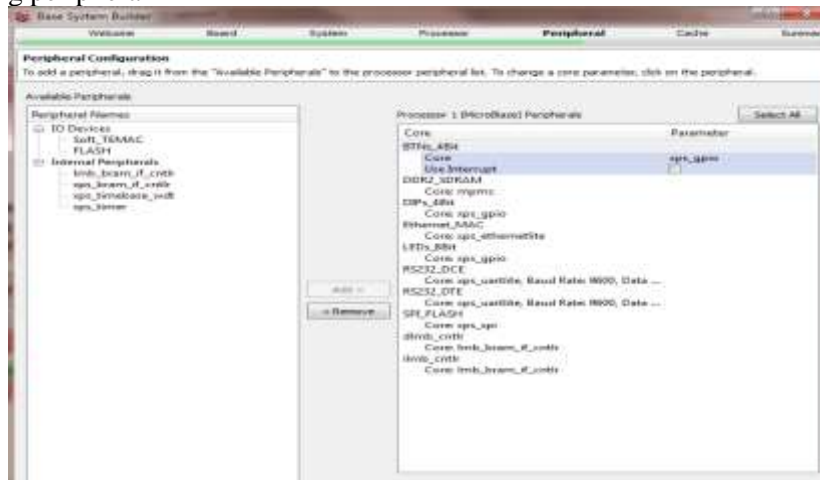 g peripheral
Base System Builder
Welcome Board System Processor Peripheral Cache Summary
Peripheral Configuration
To add a peripheral, drag it from the "Available Peripherals" to the processor peripheral list. To change a core parameter, click on the peripheral.
Available Peripherals
Peripheral Names
IO Devices
Soft_TEMAC
FLASH
Internal Peripherals
lmb_bram_if_cntlr
xps_bram_if_cntlr
xps_timebase_wdt
xps_timer
Add >
< Remove
Processor 1 (MicroBlaze) Peripherals
Select All
Core Parameter
BTNs_4Bit
Core xps_gpio
Use Interrupt
DDR2_SDRAM
Core: mpmc
DIPs_4Bit
Core: xps_gpio
Ethernet_MAC
Core: xps_ethernetlite
LEDs_8Bit
Core: xps_gpio
RS232_DCE
Core: xps_uartlite, Baud Rate: 9600, Data ...
RS232_DTE
Core: xps_uartlite, Baud Rate: 9600, Data ...
SPI_FLASH
Core: xps_spi
dlmb_cntlr
Core: lmb_bram_if_cntlr
ilmb_cntlr
Core: lmb_bram_if_cntlr